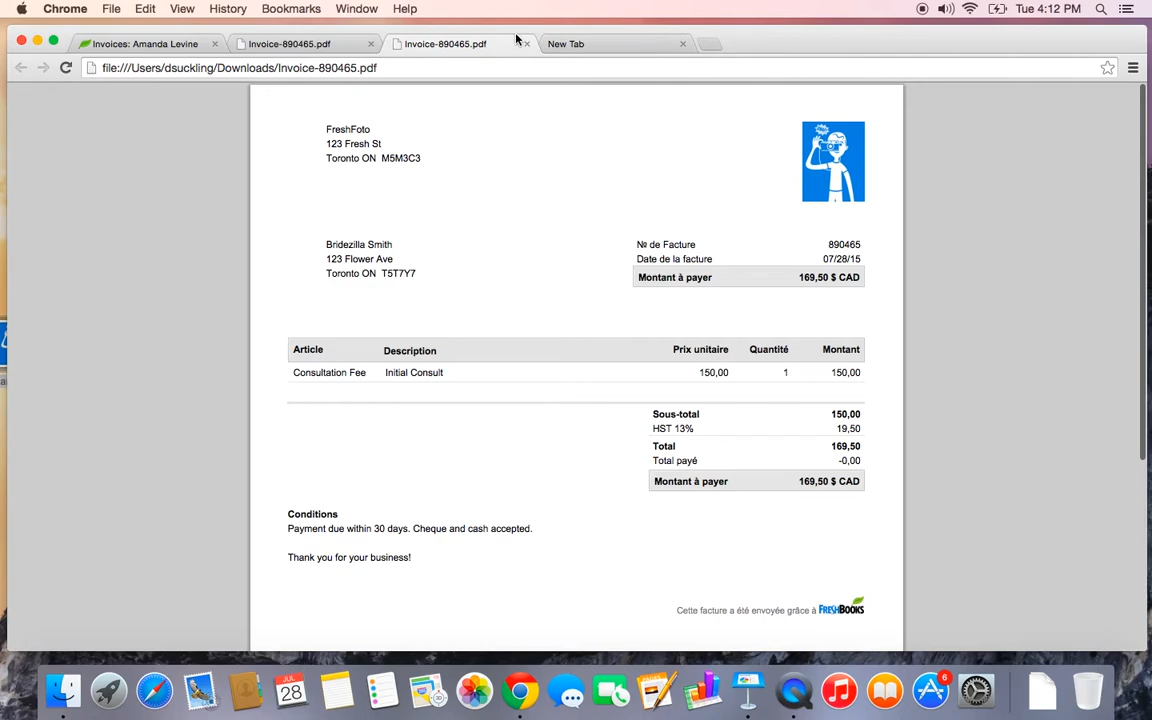 Chrome File Edit View History Bookmarks Window Help Tue 4:12 PM
Invoices: Amanda Levine Invoice-890465.pdf Invoice-890465.pdf New Tab
file:///Users/dsuckling/Downloads/Invoice-890465.pdf
FreshFoto
123 Fresh St
Toronto ON M5M3C3
Bridezilla Smith
123 Flower Ave
Toronto ON T5T7Y7
№ de Facture 890465
Date de la facture 07/28/15
Montant à payer 169,50 $ CAD
Article Description Prix unitaire Quantité Montant
Consultation Fee Initial Consult 150,00 1 150,00
Sous-total 150,00
HST 13% 19,50
Total 169,50
Total payé -0,00
Montant à payer 169,50 $ CAD
Conditions
Payment due within 30 days. Cheque and cash accepted.
Thank you for your business!
Cette facture a été envoyée grâce à FRESHBOOKS
JUL
28
6